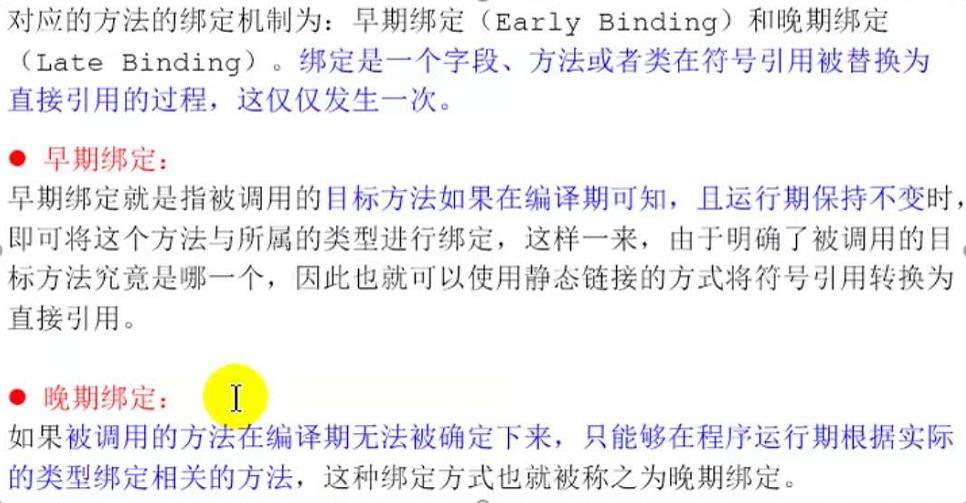 对应的方法的绑定机制为：早期绑定（Early Binding）和晚期绑定
（Late Binding）。绑定是一个字段、方法或者类在符号引用被替换为
直接引用的过程，这仅仅发生一次。
● 早期绑定：
早期绑定就是指被调用的目标方法如果在编译期可知，且运行期保持不变时，
即可将这个方法与所属的类型进行绑定，这样一来，由于明确了被调用的目
标方法究竟是哪一个，因此也就可以使用静态链接的方式将符号引用转换为
直接引用。
● 晚期绑定：
如果被调用的方法在编译期无法被确定下来，只能够在程序运行期根据实际
的类型绑定相关的方法，这种绑定方式也就被称之为晚期绑定。